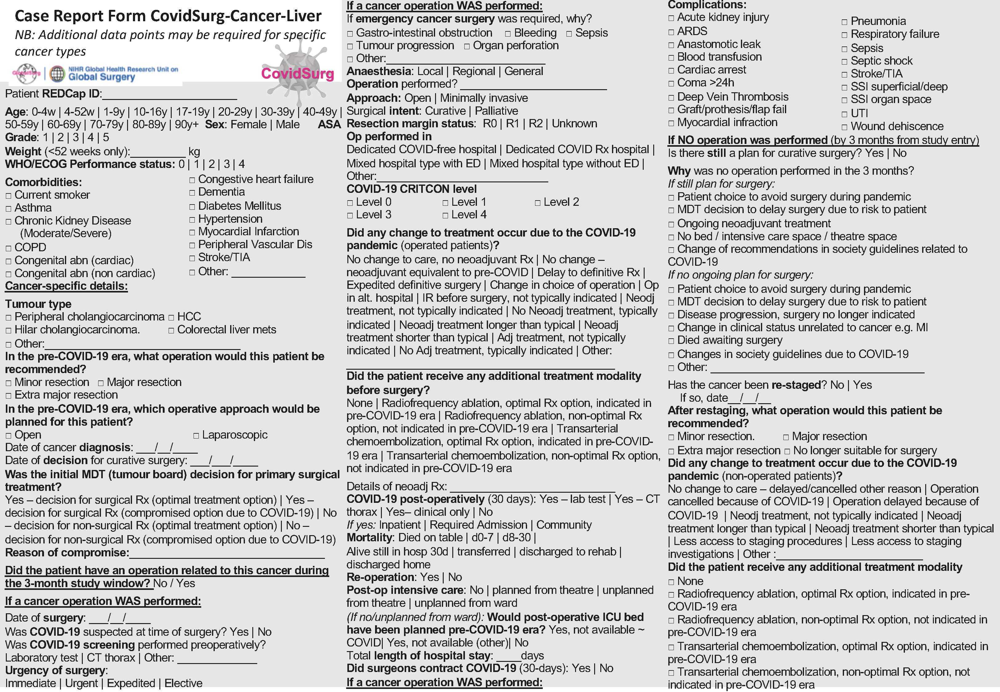 Case Report Form CovidSurg-Cancer-Liver
NB: Additional data points may be required for specific
cancer types
GlobalSurg
NIHR Global Health Research Unit on
Global Surgery
CovidSurg
Patient REDCap ID:______________________
Age: 0-4w | 4-52w | 1-9y | 10-16y | 17-19y | 20-29y | 30-39y | 40-49y |
50-59y | 60-69y | 70-79y | 80-89y | 90y+ Sex: Female | Male ASA
Grade: 1 | 2 | 3 | 4 | 5
Weight (<52 weeks only):_________ kg
WHO/ECOG Performance status: 0 | 1 | 2 | 3 | 4
Comorbidities:
□ Current smoker
□ Asthma
□ Chronic Kidney Disease
(Moderate/Severe)
□ COPD
□ Congenital abn (cardiac)
□ Congenital abn (non cardiac)
□ Congestive heart failure
□ Dementia
□ Diabetes Mellitus
□ Hypertension
□ Myocardial Infarction
□ Peripheral Vascular Dis
□ Stroke/TIA
□ Other: ____________
Cancer-specific details:
Tumour type
□ Peripheral cholangiocarcinoma □ HCC
□ Hilar cholangiocarcinoma. □ Colorectal liver mets
□ Other:________________________________
In the pre-COVID-19 era, what operation would this patient be
recommended?
□ Minor resection □ Major resection
□ Extra major resection
In the pre-COVID-19 era, which operative approach would be
planned for this patient?
□ Open □ Laparoscopic
Date of cancer diagnosis: ___/__/____
Date of decision for curative surgery: ___/___/____
Was the initial MDT (tumour board) decision for primary surgical
treatment?
Yes – decision for surgical Rx (optimal treatment option) | Yes –
decision for surgical Rx (compromised option due to COVID-19) | No
– decision for non-surgical Rx (optimal treatment option) | No –
decision for non-surgical Rx (compromised option due to COVID-19)
Reason of compromise:________________________________
Did the patient have an operation related to this cancer during
the 3-month study window? No / Yes
If a cancer operation WAS performed:
Date of surgery: ___/__/____
Was COVID-19 suspected at time of surgery? Yes | No
Was COVID-19 screening performed preoperatively?
Laboratory test | CT thorax | Other: _____________
Urgency of surgery:
Immediate | Urgent | Expedited | Elective
If a cancer operation WAS performed:
If emergency cancer surgery was required, why?
□ Gastro-intestinal obstruction □ Bleeding □ Sepsis
□ Tumour progression □ Organ perforation
□ Other:__________________________
Anaesthesia: Local | Regional | General
Operation performed? ________________________
Approach: Open | Minimally invasive
Surgical intent: Curative | Palliative
Resection margin status: R0 | R1 | R2 | Unknown
Op performed in
Dedicated COVID-free hospital | Dedicated COVID Rx hospital |
Mixed hospital type with ED | Mixed hospital type without ED |
Other:____________________________
COVID-19 CRITCON level
□ Level 0 □ Level 1 □ Level 2
□ Level 3 □ Level 4
Did any change to treatment occur due to the COVID-19
pandemic (operated patients)?
No change to care, no neoadjuvant Rx | No change –
neoadjuvant equivalent to pre-COVID | Delay to definitive Rx |
Expedited definitive surgery | Change in choice of operation | Op
in alt. hospital | IR before surgery, not typically indicated | Neodj
treatment, not typically indicated | No Neoadj treatment, typically
indicated | Neoadj treatment longer than typical | Neoadj
treatment shorter than typical | Adj treatment, not typically
indicated | No Adj treatment, typically indicated | Other:
____________________________________________
Did the patient receive any additional treatment modality
before surgery?
None | Radiofrequency ablation, optimal Rx option, indicated in
pre-COVID-19 era | Radiofrequency ablation, non-optimal Rx
option, not indicated in pre-COVID-19 era | Transarterial
chemoembolization, optimal Rx option, indicated in pre-COVID-
19 era | Transarterial chemoembolization, non-optimal Rx option,
not indicated in pre-COVID-19 era
Details of neoadj Rx: ___________________________
COVID-19 post-operatively (30 days): Yes – lab test | Yes – CT
thorax | Yes– clinical only | No
If yes: Inpatient | Required Admission | Community
Mortality: Died on table | d0-7 | d8-30 |
Alive still in hosp 30d | transferred | discharged to rehab |
discharged home
Re-operation: Yes | No
Post-op intensive care: No | planned from theatre | unplanned
from theatre | unplanned from ward
(If no/unplanned from ward): Would post-operative ICU bed
have been planned pre-COVID-19 era? Yes, not available ~
COVID| Yes, not available (other)| No
Total length of hospital stay: ____days
Did surgeons contract COVID-19 (30-days): Yes | No
If a cancer operation WAS performed:
Complications:
□ Acute kidney injury
□ ARDS
□ Anastomotic leak
□ Blood transfusion
□ Cardiac arrest
□ Coma >24h
□ Deep Vein Thrombosis
□ Graft/prothesis/flap fail
□ Myocardial infraction
□ Pneumonia
□ Respiratory failure
□ Sepsis
□ Septic shock
□ Stroke/TIA
□ SSI superficial/deep
□ SSI organ space
□ UTI
□ Wound dehiscence
If NO operation was performed (by 3 months from study entry)
Is there still a plan for curative surgery? Yes | No
Why was no operation performed in the 3 months?
If still plan for surgery:
□ Patient choice to avoid surgery during pandemic
□ MDT decision to delay surgery due to risk to patient
□ Ongoing neoadjuvant treatment
□ No bed / intensive care space / theatre space
□ Change of recommendations in society guidelines related to
COVID-19
If no ongoing plan for surgery:
□ Patient choice to avoid surgery during pandemic
□ MDT decision to delay surgery due to risk to patient
□ Disease progression, surgery no longer indicated
□ Change in clinical status unrelated to cancer e.g. MI
□ Died awaiting surgery
□ Changes in society guidelines due to COVID-19
□ Other: ___________________________________
Has the cancer been re-staged? No | Yes
If so, date__/__/__
After restaging, what operation would this patient be
recommended?
□ Minor resection. □ Major resection
□ Extra major resection □ No longer suitable for surgery
Did any change to treatment occur due to the COVID-19
pandemic (non-operated patients)?
No change to care – delayed/cancelled other reason | Operation
cancelled because of COVID-19 | Operation delayed because of
COVID-19 | Neodj treatment, not typically indicated | Neoadj
treatment longer than typical | Neoadj treatment shorter than typical
| Less access to staging procedures | Less access to staging
investigations | Other :________________________
Did the patient receive any additional treatment modality
□ None
□ Radiofrequency ablation, optimal Rx option, indicated in pre-
COVID-19 era
□ Radiofrequency ablation, non-optimal Rx option, not indicated in
pre-COVID-19 era
□ Transarterial chemoembolization, optimal Rx option, indicated in
pre-COVID-19 era
□ Transarterial chemoembolization, non-optimal Rx option, not
indicated in pre-COVID-19 era